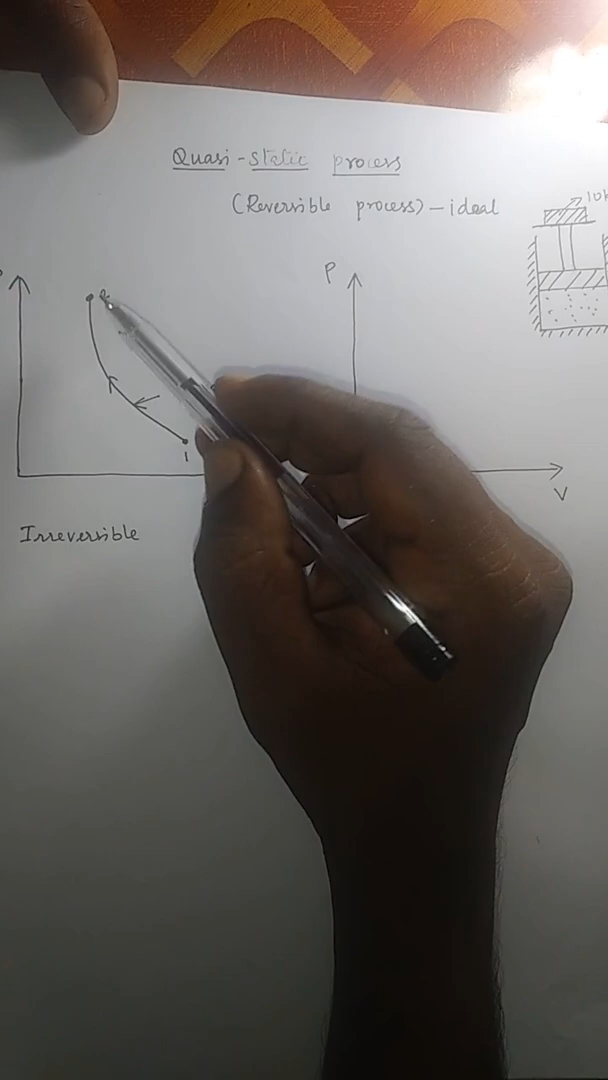 Quasi-static process
(Reversible process) - ideal
P
V
1
Irreversible